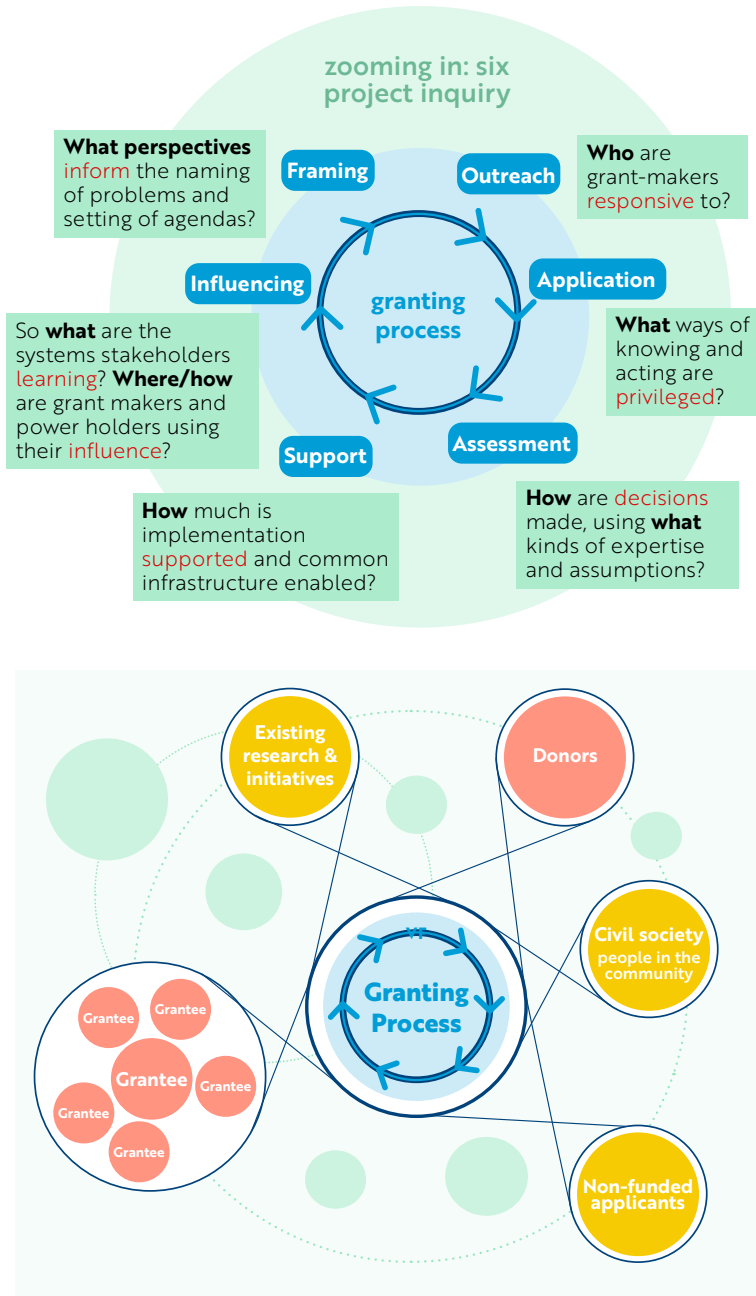 zooming in: six
project inquiry
What perspectives
inform the naming
of problems and
setting of agendas?
Framing
Outreach
Who are
grant-makers
responsive to?
Influencing
Application
granting
process
So what are the
systems stakeholders
learning? Where/how
are grant makers and
power holders using
their influence?
What ways of
knowing and
acting are
privileged?
Support
Assessment
How much is
implementation
supported and common
infrastructure enabled?
How are decisions
made, using what
kinds of expertise
and assumptions?
Existing
research &
initiatives
Donors
Civil society
people in the
community
Granting
Process
Grantee
Grantee
Grantee
Grantee
Grantee
Grantee
Non-funded
applicants